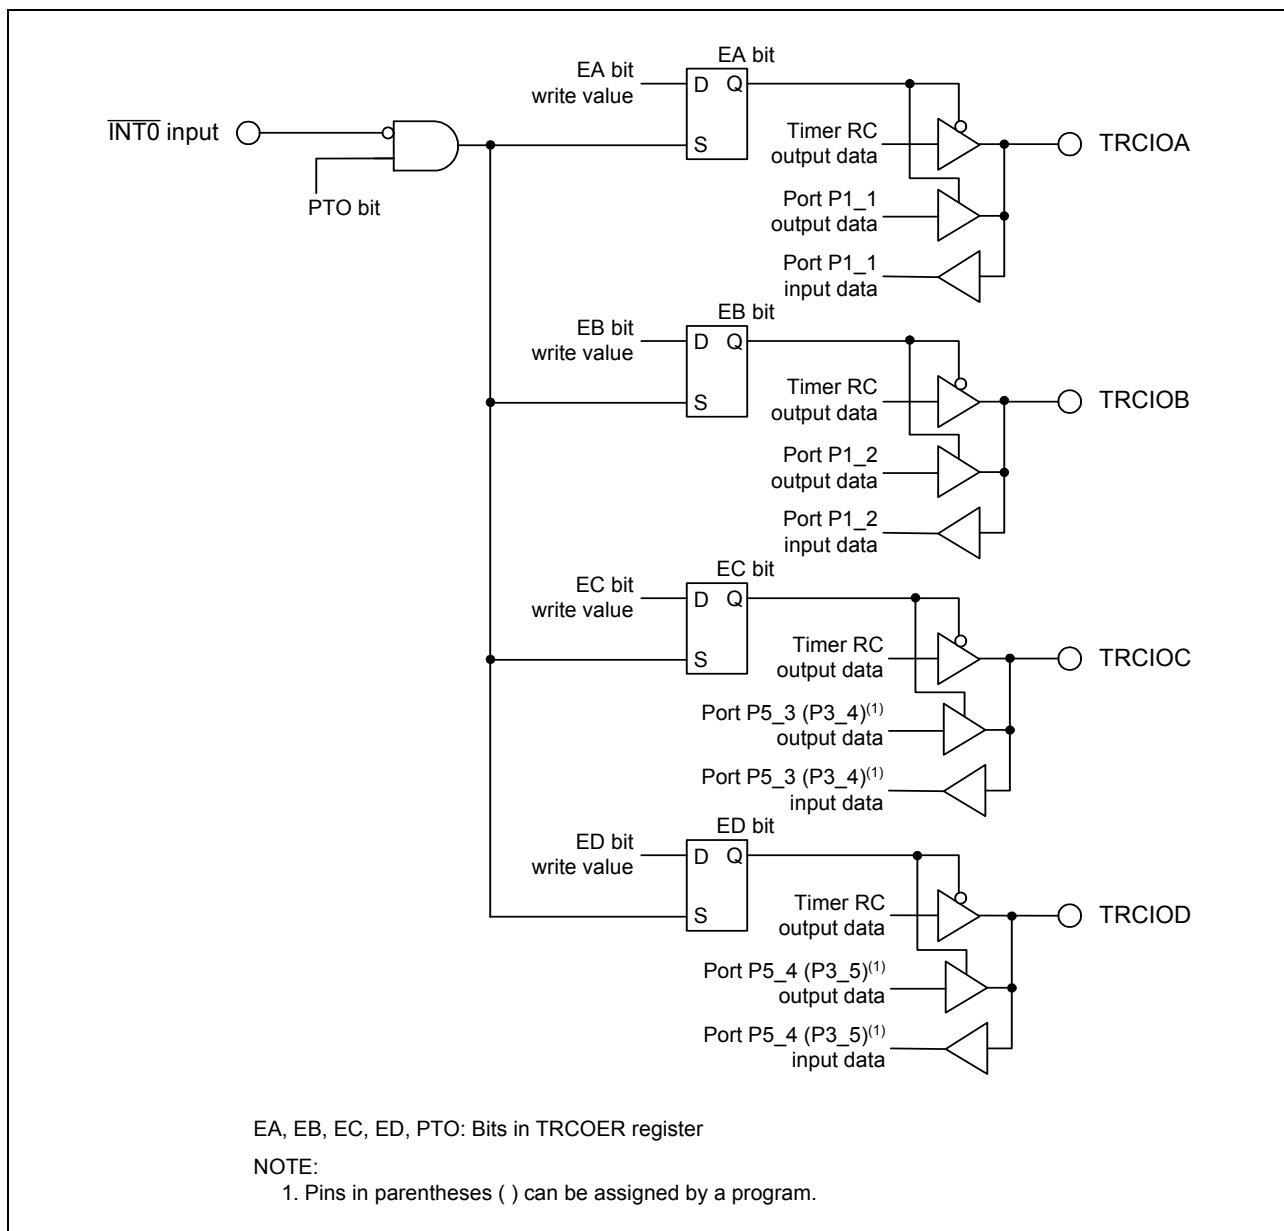 EA bit
EA bit
write value
D Q
S
INT0 input
PTO bit
Timer RC
output data
TRCIOA
Port P1_1
output data
Port P1_1
input data
EB bit
EB bit
write value
D Q
S
Timer RC
output data
TRCIOB
Port P1_2
output data
Port P1_2
input data
EC bit
EC bit
write value
D Q
S
Timer RC
output data
TRCIOC
Port P5_3 (P3_4)(1)
output data
Port P5_3 (P3_4)(1)
input data
ED bit
ED bit
write value
D Q
S
Timer RC
output data
TRCIOD
Port P5_4 (P3_5)(1)
output data
Port P5_4 (P3_5)(1)
input data
EA, EB, EC, ED, PTO: Bits in TRCOER register
NOTE:
1. Pins in parentheses ( ) can be assigned by a program.